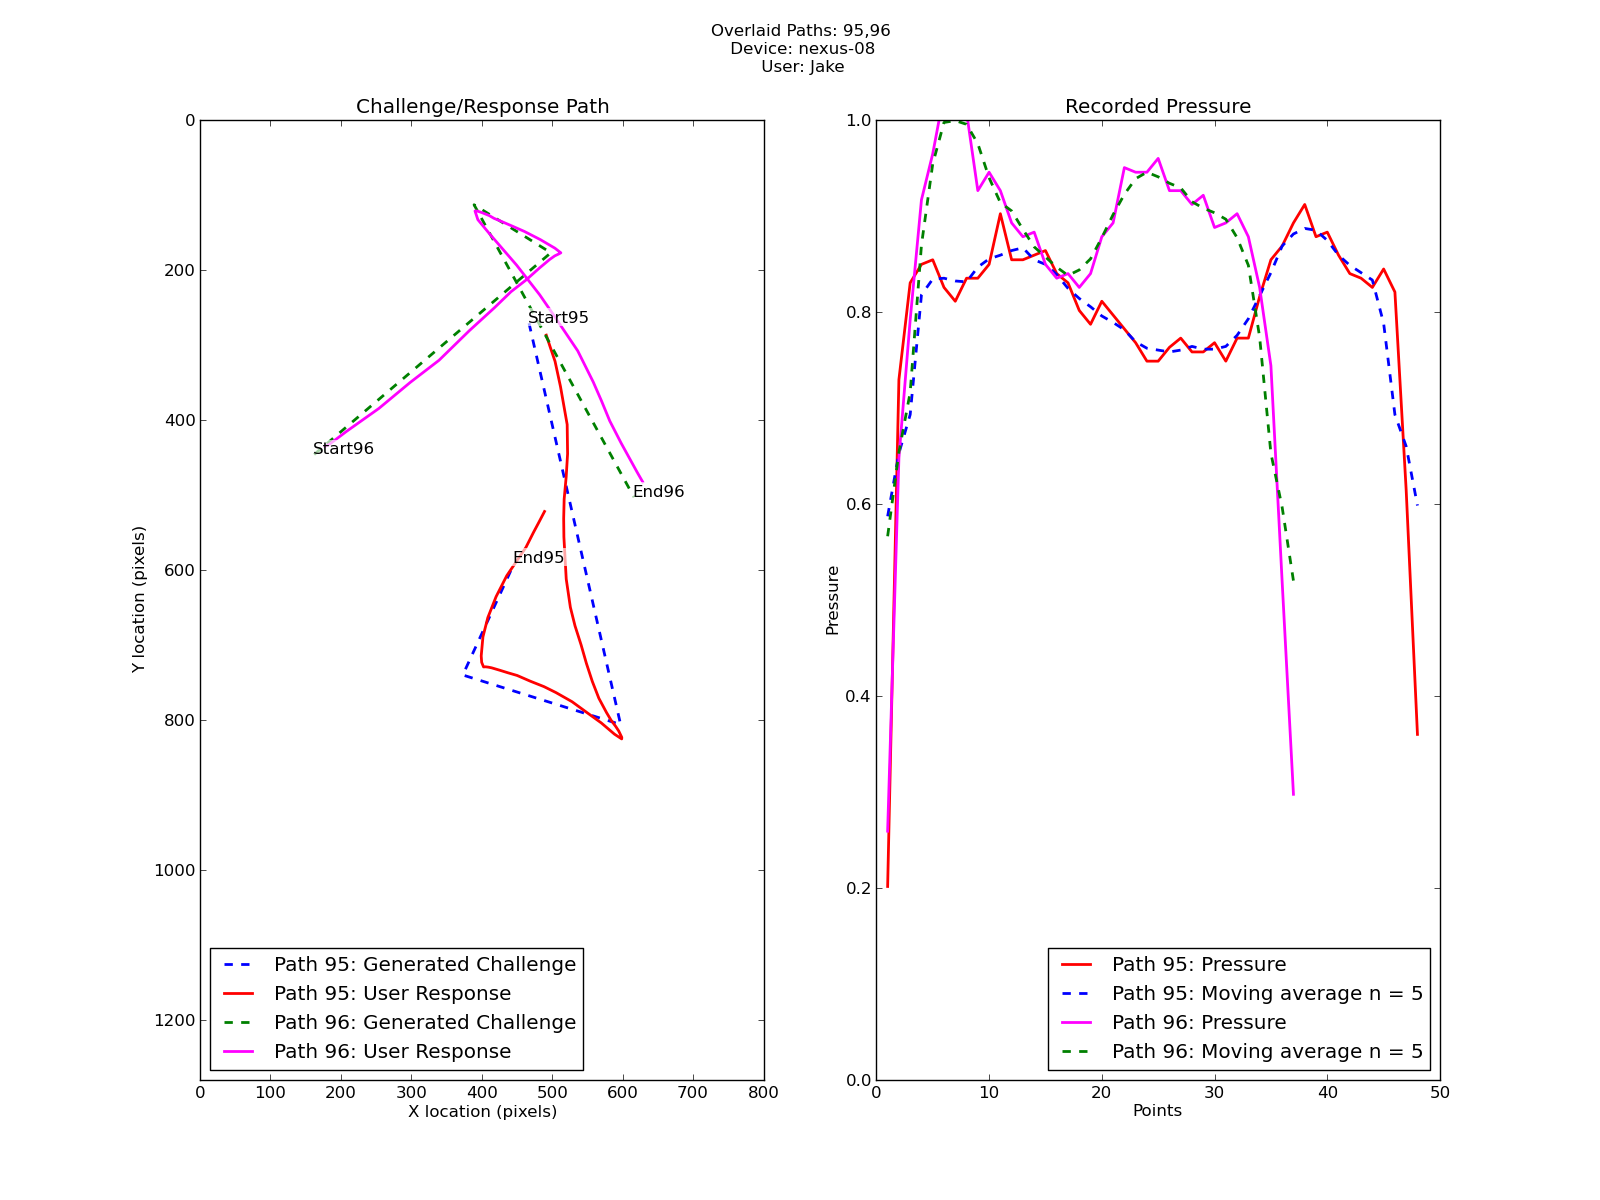 Overlaid Paths: 95,96
Device: nexus-08
User: Jake
Challenge/Response Path
0
200
400
600
800
1000
1200
Y location (pixels)
Start95
Start96
End96
End95
Path 95: Generated Challenge
Path 95: User Response
Path 96: Generated Challenge
Path 96: User Response
0 100 200 300 400 500 600 700 800
X location (pixels)
Recorded Pressure
1.0
0.8
0.6
0.4
0.2
0.0
Pressure
Path 95: Pressure
Path 95: Moving average n = 5
Path 96: Pressure
Path 96: Moving average n = 5
0 10 20 30 40 50
Points